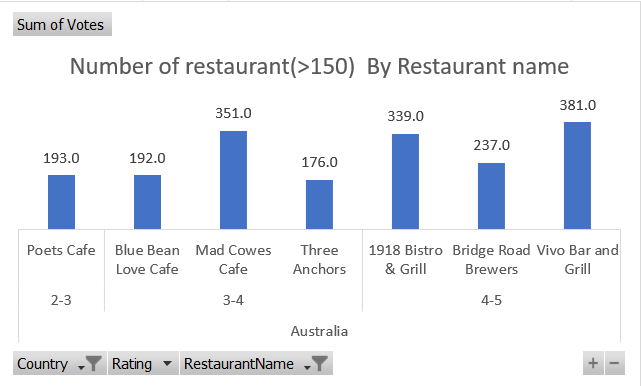 Sum of Votes
Number of restaurant(>150)  By Restaurant name
193.0
192.0
351.0
176.0
339.0
237.0
381.0
Poets Cafe
Blue Bean
Love Cafe
Mad Cowes
Cafe
Three
Anchors
1918 Bistro
& Grill
Bridge Road
Brewers
Vivo Bar and
Grill
2-3
3-4
4-5
Australia
Country
Rating
RestaurantName
+ −